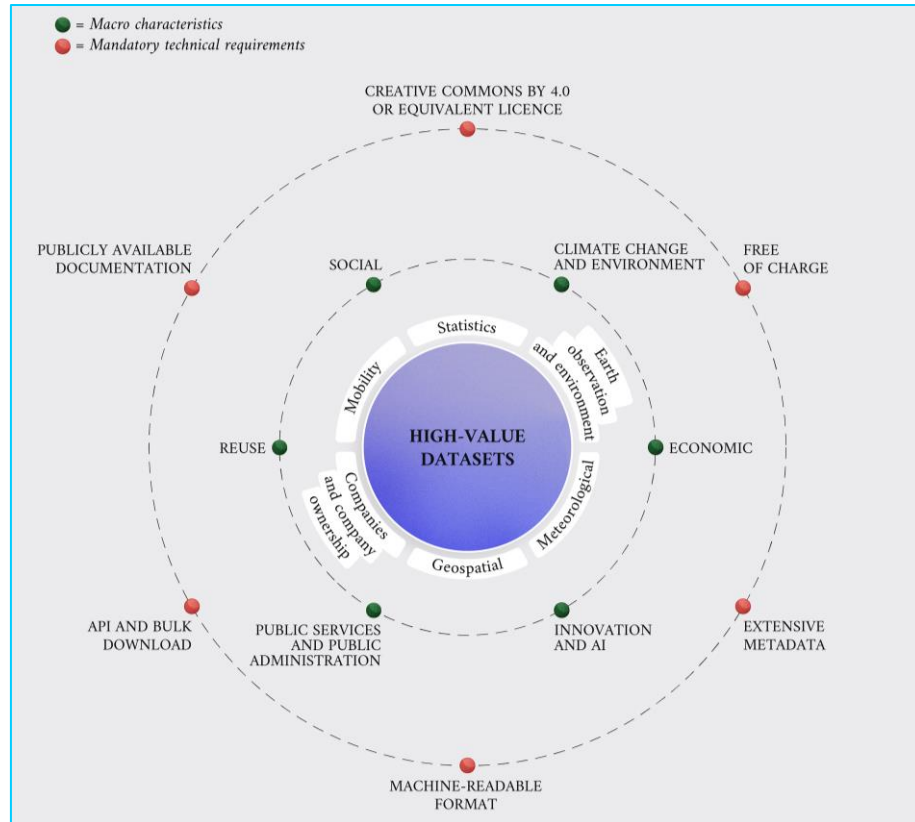 = Macro characteristics
= Mandatory technical requirements
CREATIVE COMMONS BY 4.0
OR EQUIVALENT LICENCE
PUBLICLY AVAILABLE
DOCUMENTATION
SOCIAL
CLIMATE CHANGE
AND ENVIRONMENT
FREE
OF CHARGE
Statistics
Earth
observation
and environment
Mobility
HIGH-VALUE
DATASETS
REUSE
ECONOMIC
Companies
and company
ownership
Meteorological
Geospatial
API AND BULK
DOWNLOAD
PUBLIC SERVICES
AND PUBLIC
ADMINISTRATION
INNOVATION
AND AI
EXTENSIVE
METADATA
MACHINE-READABLE
FORMAT